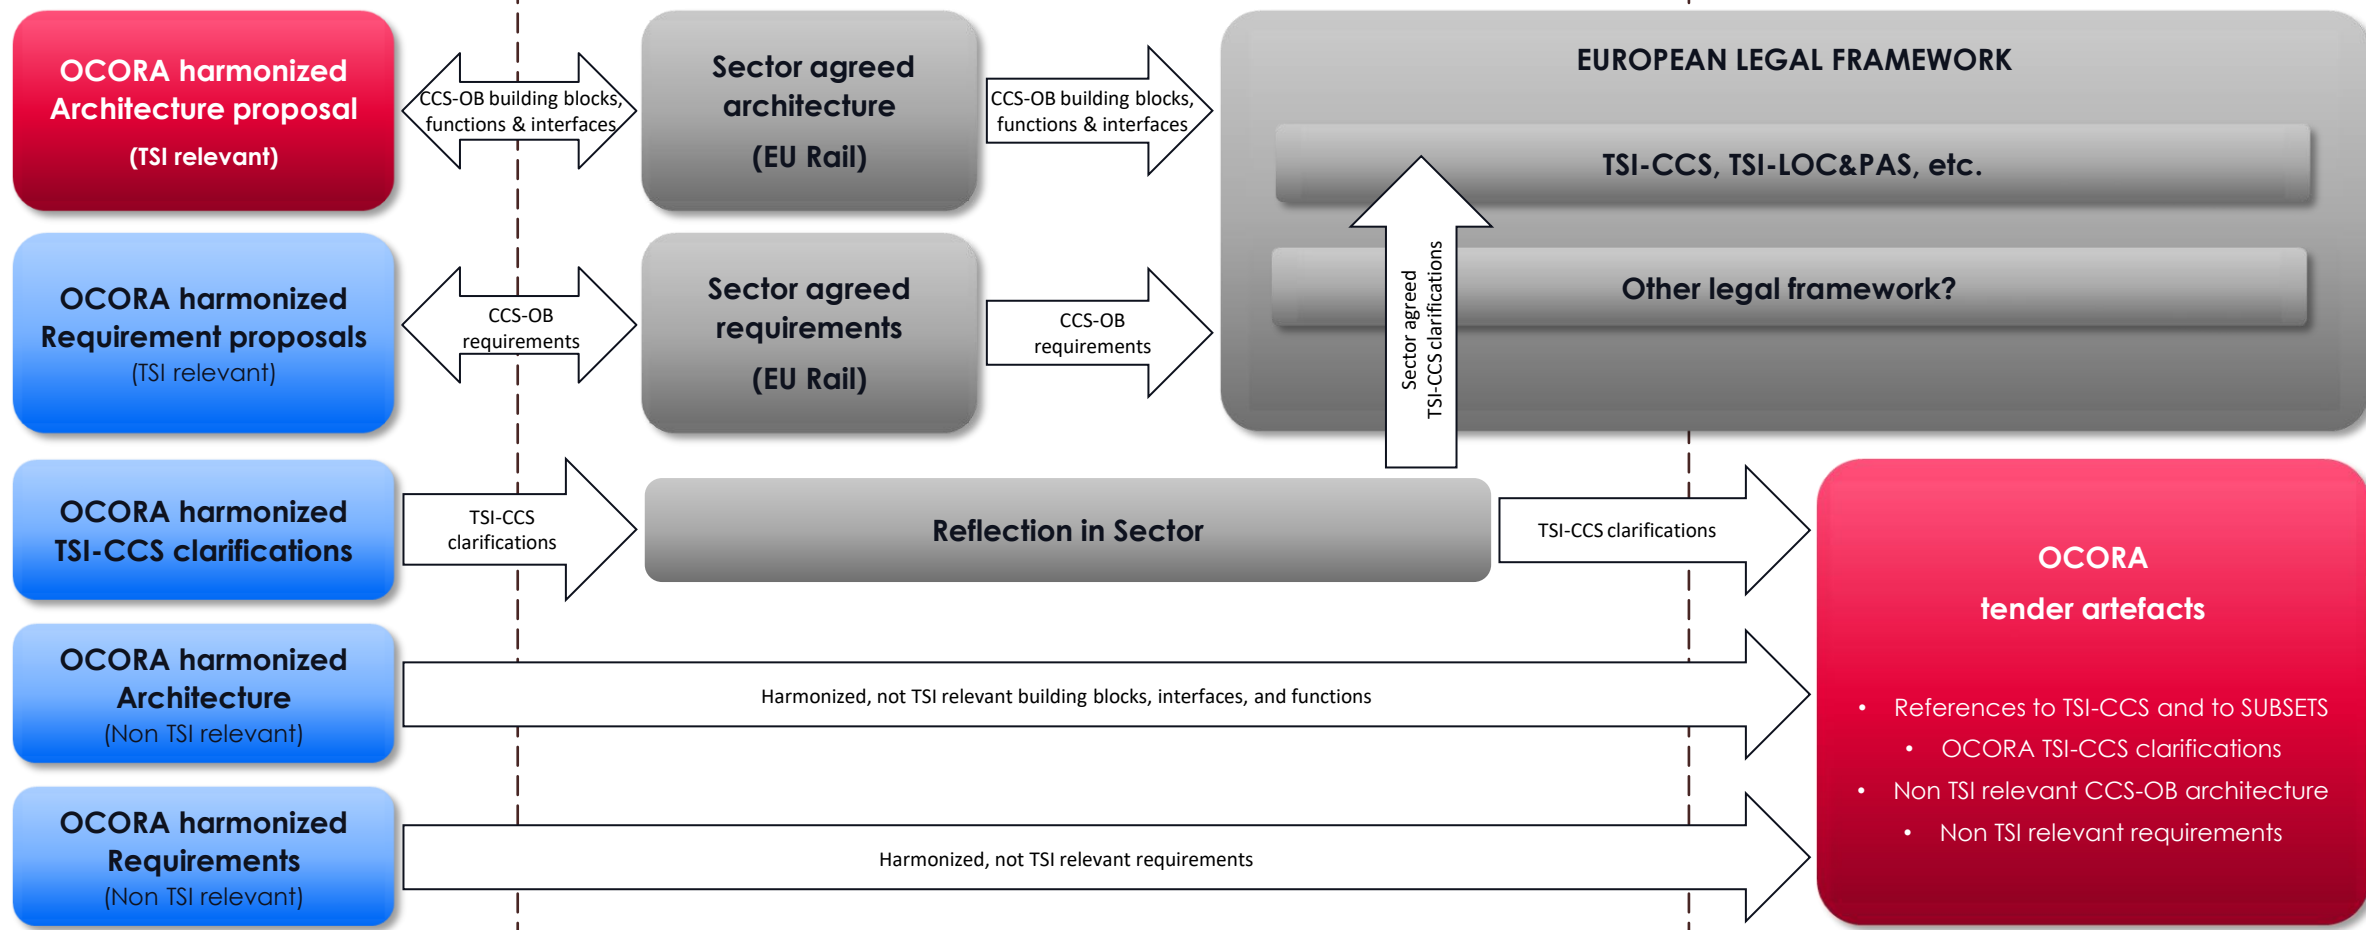 OCORA harmonized
Architecture proposal
(TSI relevant)
CCS-OB building blocks,
functions & interfaces
Sector agreed
architecture
(EU Rail)
CCS-OB building blocks,
functions & interfaces
EUROPEAN LEGAL FRAMEWORK
TSI-CCS, TSI-LOC&PAS, etc.
Other legal framework?
OCORA harmonized
Requirement proposals
(TSI relevant)
CCS-OB
requirements
Sector agreed
requirements
(EU Rail)
CCS-OB
requirements
Sector agreed
TSI-CCS clarifications
OCORA harmonized
TSI-CCS clarifications
TSI-CCS
clarifications
Reflection in Sector
TSI-CCS clarifications
OCORA harmonized
Architecture
(Non TSI relevant)
Harmonized, not TSI relevant building blocks, interfaces, and functions
OCORA harmonized
Requirements
(Non TSI relevant)
Harmonized, not TSI relevant requirements
OCORA
tender artefacts
• References to TSI-CCS and to SUBSETS
• OCORA TSI-CCS clarifications
• Non TSI relevant CCS-OB architecture
• Non TSI relevant requirements